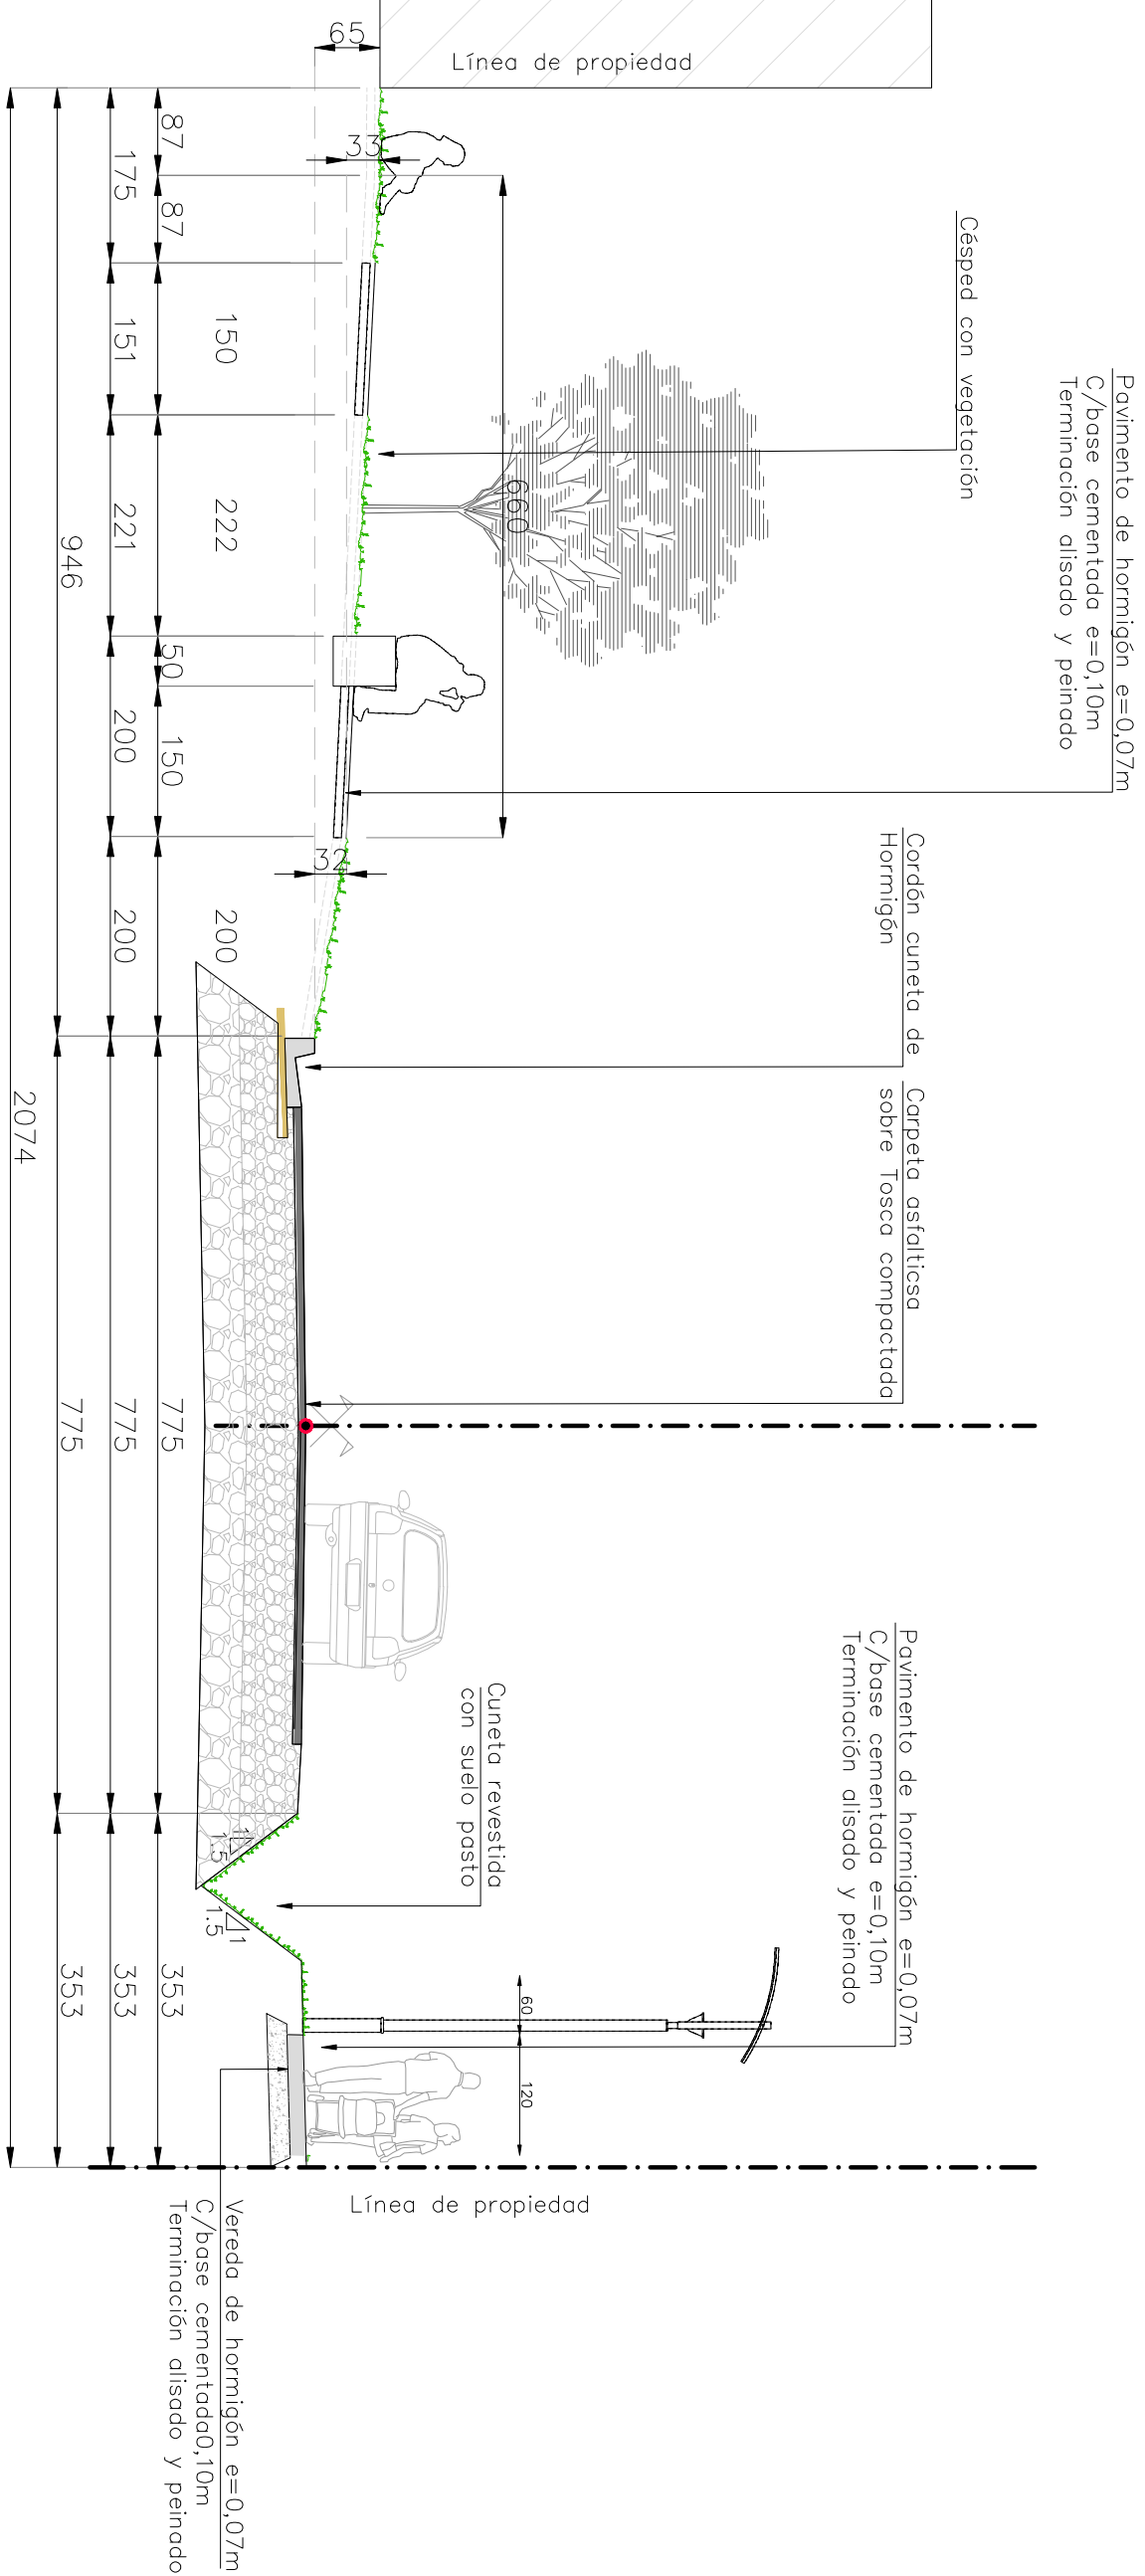 Línea de propiedad
65
33
Césped con vegetación
Pavimento de hormigón e=0,07m
C/base cementada e=0,10m
Terminación alisado y peinado
660
32
Cordón cuneta de
Hormigón
Carpeta asfalticsa
sobre Tosca compactada
Pavimento de hormigón e=0,07m
C/base cementada e=0,10m
Terminación alisado y peinado
Cuneta revestida
con suelo pasto
1
1.5
1
1.5
60
120
Línea de propiedad
Vereda de hormigón e=0,07m
C/base cementada0,10m
Terminación alisado y peinado
150
222
200
87
87
50
150
775
353
175
151
221
200
200
775
353
946
775
353
2074